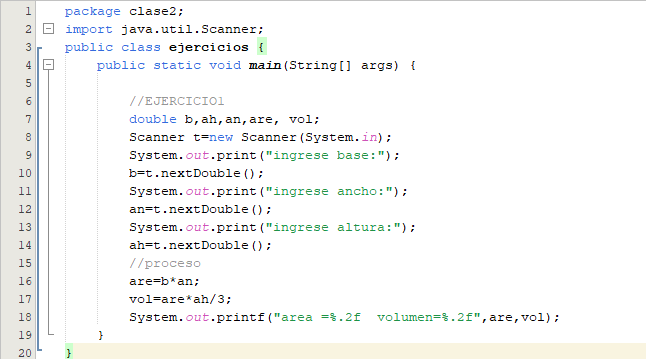 1 package clase2;
2 import java.util.Scanner;
3 public class ejercicios {
4 public static void main(String[] args) {
5
6 //EJERCICIO1
7 double b,ah,an,are, vol;
8 Scanner t=new Scanner(System.in);
9 System.out.print("ingrese base:");
10 b=t.nextDouble();
11 System.out.print("ingrese ancho:");
12 an=t.nextDouble();
13 System.out.print("ingrese altura:");
14 ah=t.nextDouble();
15 //proceso
16 are=b*an;
17 vol=are*ah/3;
18 System.out.printf("area =%.2f  volumen=%.2f",are,vol);
19 }
20 }